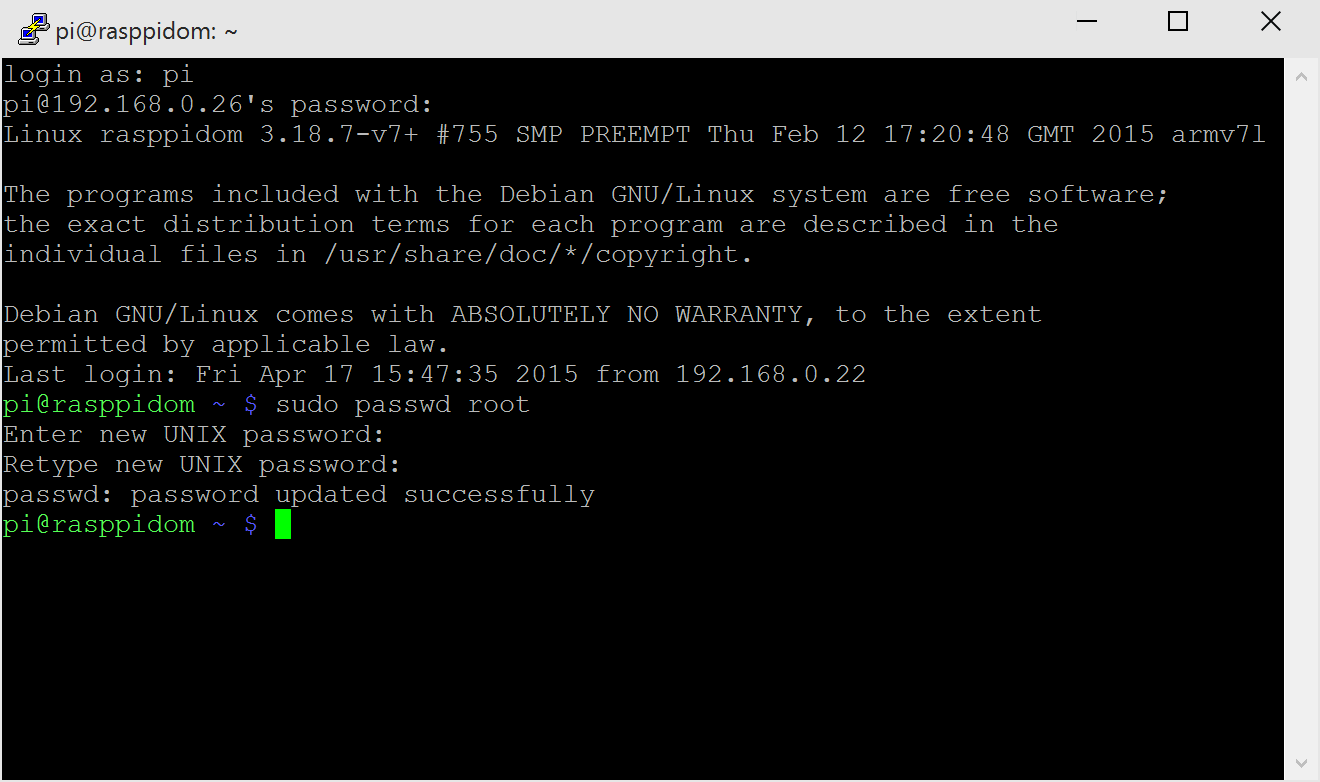 pi@rasppidom: ~
login as: pi
pi@192.168.0.26's password:
Linux rasppidom 3.18.7-v7+ #755 SMP PREEMPT Thu Feb 12 17:20:48 GMT 2015 armv7l
The programs included with the Debian GNU/Linux system are free software;
the exact distribution terms for each program are described in the
individual files in /usr/share/doc/*/copyright.
Debian GNU/Linux comes with ABSOLUTELY NO WARRANTY, to the extent
permitted by applicable law.
Last login: Fri Apr 17 15:47:35 2015 from 192.168.0.22
pi@rasppidom ~ $ sudo passwd root
Enter new UNIX password:
Retype new UNIX password:
passwd: password updated successfully
pi@rasppidom ~ $